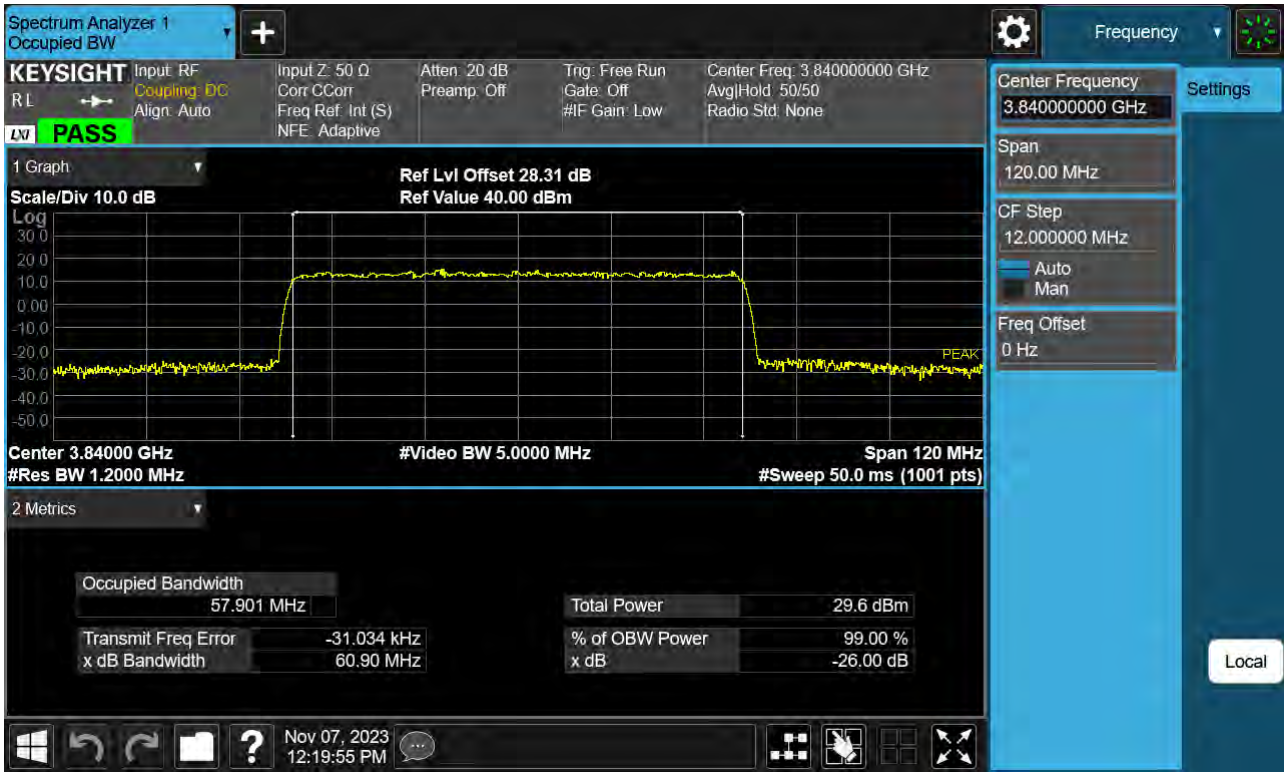 Spectrum Analyzer 1
Occupied BW
Frequency
KEYSIGHT
RL
LXI
PASS
Input: RF
Coupling: DC
Align: Auto
Input Z: 50 Ω
Corr CCorr
Freq Ref: Int (S)
NFE: Adaptive
Atten: 20 dB
Preamp: Off
Trig: Free Run
Gate: Off
#IF Gain: Low
Center Freq: 3.840000000 GHz
Avg|Hold: 50/50
Radio Std: None
Center Frequency
3.840000000 GHz
Settings
Span
120.00 MHz
CF Step
12.000000 MHz
Auto
Man
Freq Offset
0 Hz
Local
1 Graph
Scale/Div 10.0 dB
Ref Lvl Offset 28.31 dB
Ref Value 40.00 dBm
Log
30.0
20.0
10.0
0.00
-10.0
-20.0
-30.0
-40.0
-50.0
PEAK
Center 3.84000 GHz
#Video BW 5.0000 MHz
Span 120 MHz
#Res BW 1.2000 MHz
#Sweep 50.0 ms (1001 pts)
2 Metrics
Occupied Bandwidth
57.901 MHz
Total Power 29.6 dBm
Transmit Freq Error -31.034 kHz
% of OBW Power 99.00 %
x dB Bandwidth 60.90 MHz
x dB -26.00 dB
?
Nov 07, 2023
12:19:55 PM